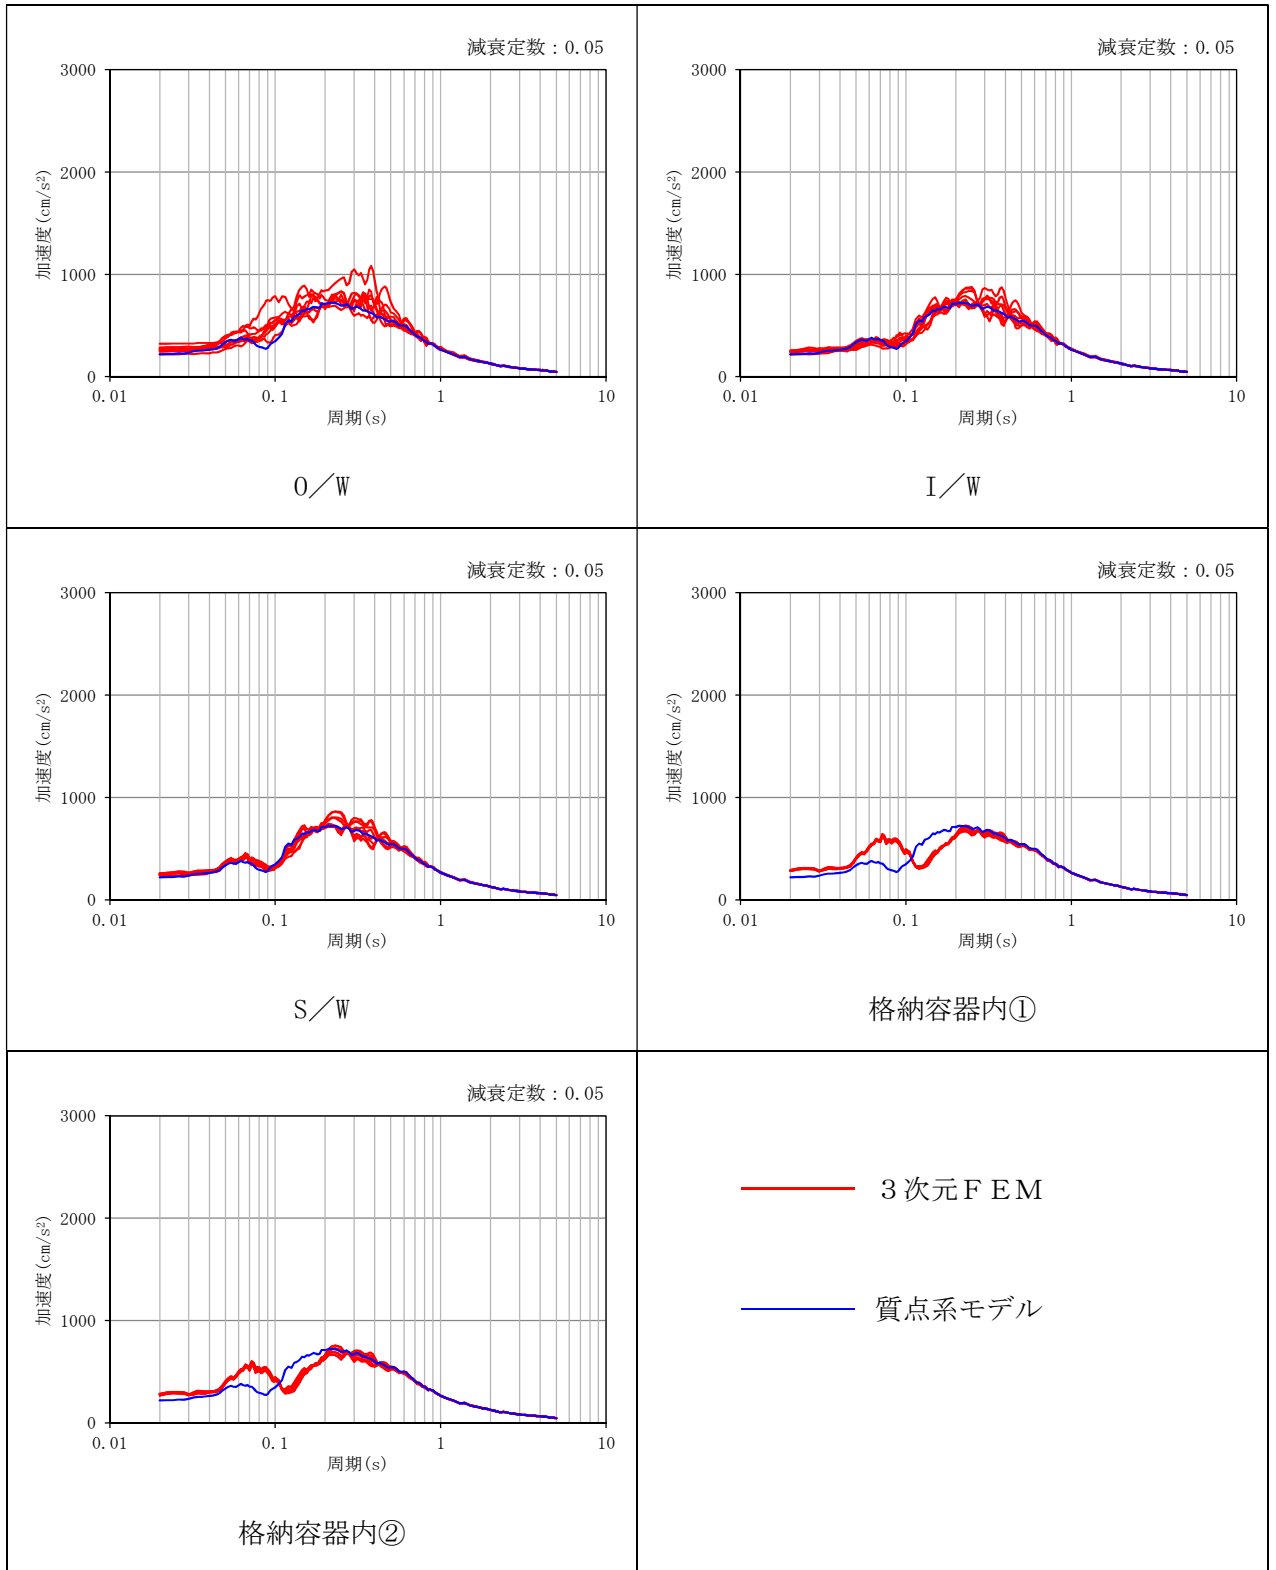 減衰定数：0.05
3000
2000
1000
0
加速度(cm/s²)
0.01
0.1
1
10
周期(s)
O／W
減衰定数：0.05
3000
2000
1000
0
加速度(cm/s²)
0.01
0.1
1
10
周期(s)
I／W
減衰定数：0.05
3000
2000
1000
0
加速度(cm/s²)
0.01
0.1
1
10
周期(s)
S／W
減衰定数：0.05
3000
2000
1000
0
加速度(cm/s²)
0.01
0.1
1
10
周期(s)
格納容器内①
減衰定数：0.05
3000
2000
1000
0
加速度(cm/s²)
0.01
0.1
1
10
周期(s)
格納容器内②
３次元ＦＥＭ
質点系モデル